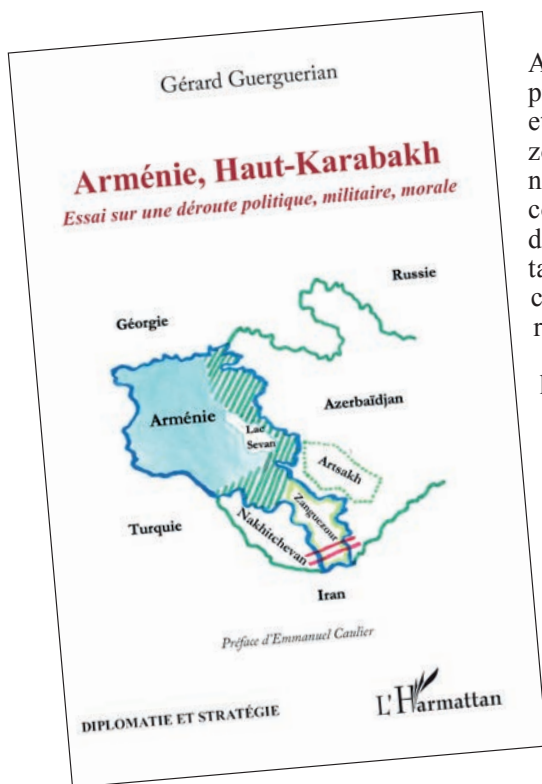 Gérard Guerguerian
Arménie, Haut-Karabakh
Essai sur une déroute politique, militaire, morale
Russie
Géorgie
Azerbaïdjan
Arménie
Lac
Sevan
Artsakh
Zanguezour
Turquie
Nakhitchevan
Iran
Préface d'Emmanuel Caulier
DIPLOMATIE ET STRATÉGIE
L'Harmattan